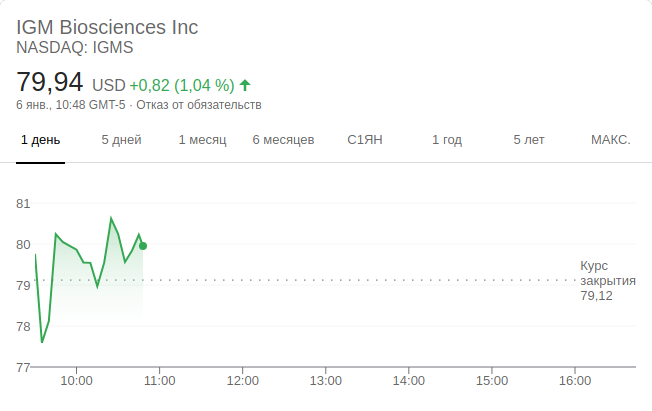 IGM Biosciences Inc
NASDAQ: IGMS
79,94 USD +0,82 (1,04 %)
6 янв., 10:48 GMT-5 · Отказ от обязательств
1 день 5 дней 1 месяц 6 месяцев С1ЯН 1 год 5 лет МАКС.
81
80
79
78
77
Курс
закрытия
79,12
10:00 11:00 12:00 13:00 14:00 15:00 16:00